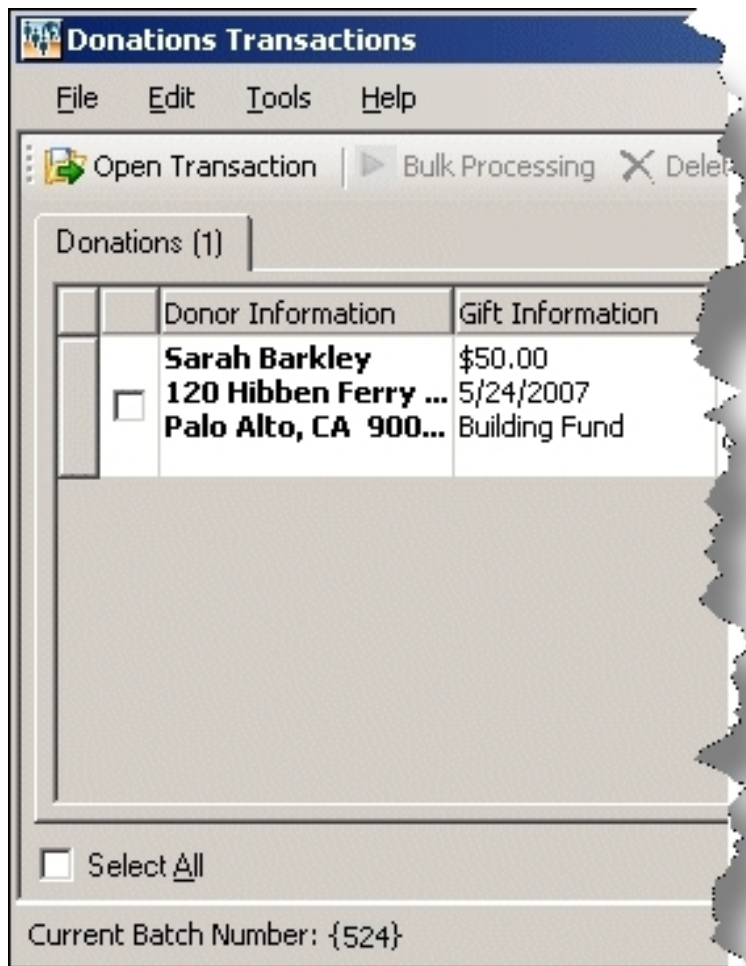 Donations Transactions
File Edit Tools Help
Open Transaction Bulk Processing Delet
Donations (1)
Donor Information Gift Information
Sarah Barkley $50.00
120 Hibben Ferry ... 5/24/2007
Palo Alto, CA 900... Building Fund
Select All
Current Batch Number: {524}